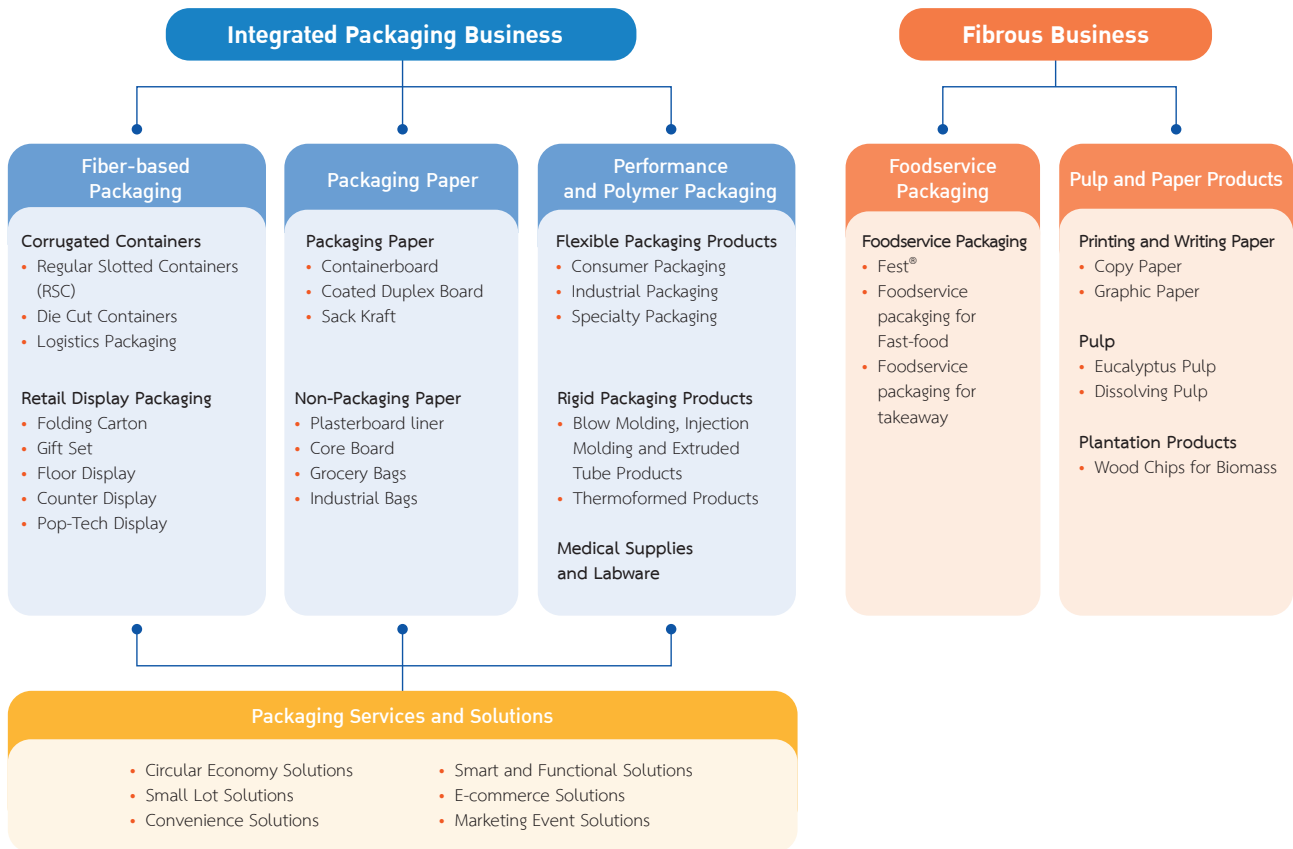 Integrated Packaging Business
Fibrous Business
Fiber-based
Packaging
Corrugated Containers
• Regular Slotted Containers
(RSC)
• Die Cut Containers
• Logistics Packaging
Retail Display Packaging
• Folding Carton
• Gift Set
• Floor Display
• Counter Display
• Pop-Tech Display
Packaging Paper
Packaging Paper
• Containerboard
• Coated Duplex Board
• Sack Kraft
Non-Packaging Paper
• Plasterboard liner
• Core Board
• Grocery Bags
• Industrial Bags
Performance
and Polymer Packaging
Flexible Packaging Products
• Consumer Packaging
• Industrial Packaging
• Specialty Packaging
Rigid Packaging Products
• Blow Molding, Injection
Molding and Extruded
Tube Products
• Thermoformed Products
Medical Supplies
and Labware
Foodservice
Packaging
Foodservice Packaging
• Fest®
• Foodservice
pacakging for
Fast-food
• Foodservice
packaging for
takeaway
Pulp and Paper Products
Printing and Writing Paper
• Copy Paper
• Graphic Paper
Pulp
• Eucalyptus Pulp
• Dissolving Pulp
Plantation Products
• Wood Chips for Biomass
Packaging Services and Solutions
• Circular Economy Solutions
• Small Lot Solutions
• Convenience Solutions
• Smart and Functional Solutions
• E-commerce Solutions
• Marketing Event Solutions